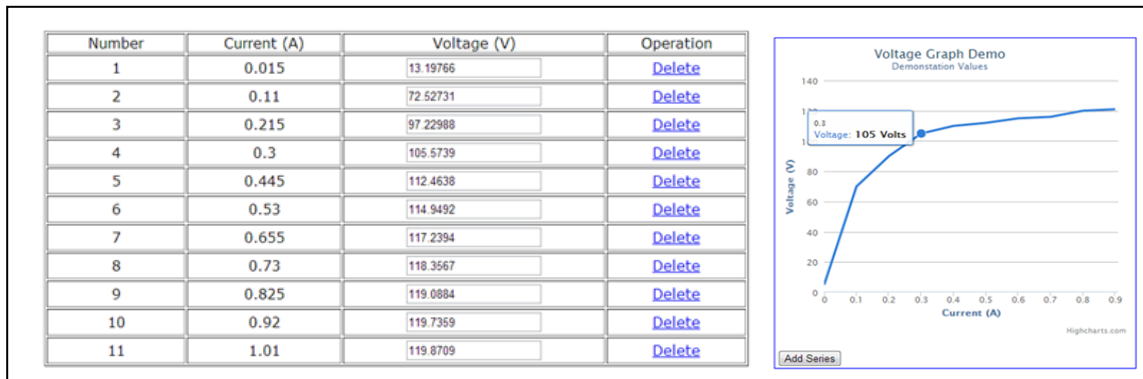 Number Current (A) Voltage (V) Operation
1 0.015 13.19766 Delete
2 0.11 72.52731 Delete
3 0.215 97.22988 Delete
4 0.3 105.5739 Delete
5 0.445 112.4638 Delete
6 0.53 114.9492 Delete
7 0.655 117.2394 Delete
8 0.73 118.3567 Delete
9 0.825 119.0884 Delete
10 0.92 119.7359 Delete
11 1.01 119.8709 Delete
Voltage Graph Demo
Demonstation Values
140
0.3
Voltage: 105 Volts
80
60
40
20
0
Voltage (V)
0 0.1 0.2 0.3 0.4 0.5 0.6 0.7 0.8 0.9
Current (A)
Highcharts.com
Add Series